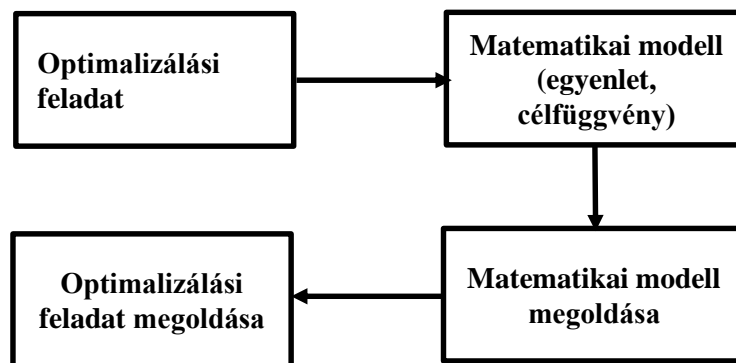 Optimalizálási
feladat
Matematikai modell
(egyenlet,
célfüggvény)
Matematikai modell
megoldása
Optimalizálási
feladat megoldása